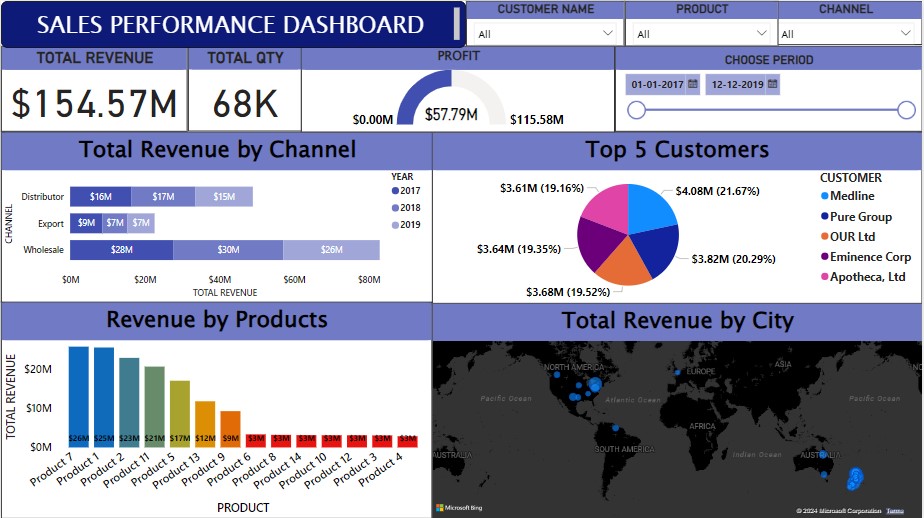 SALES PERFORMANCE DASHBOARD
CUSTOMER NAME
All
PRODUCT
All
CHANNEL
All
TOTAL REVENUE
$154.57M
TOTAL QTY
68K
PROFIT
$0.00M
$57.79M
$115.58M
CHOOSE PERIOD
01-01-2017
12-12-2019
Total Revenue by Channel
YEAR
2017
2018
2019
CHANNEL
Distributor
$16M $17M $15M
Export
$9M $7M $7M
Wholesale
$28M $30M $26M
$0M $20M $40M $60M $80M
TOTAL REVENUE
Top 5 Customers
$3.61M (19.16%)
$4.08M (21.67%)
$3.64M (19.35%)
$3.82M (20.29%)
$3.68M (19.52%)
CUSTOMER
Medline
Pure Group
OUR Ltd
Eminence Corp
Apotheca, Ltd
Revenue by Products
TOTAL REVENUE
$20M
$10M
$0M
$26M $25M $23M $21M $17M $12M $9M $3M $3M $3M $3M $3M $3M $3M
Product 7
Product 1
Product 2
Product 11
Product 5
Product 13
Product 9
Product 6
Product 8
Product 14
Product 10
Product 12
Product 3
Product 4
PRODUCT
Total Revenue by City
NORTH AMERICA
EUROPE
ASIA
NO
Pacific Ocean
Atlantic Ocean
Pacific Ocean
AFRICA
SOUTH AMERICA
Indian Ocean
AUSTRALIA
AUSTRALIA
Microsoft Bing
© 2024 Microsoft Corporation Terms